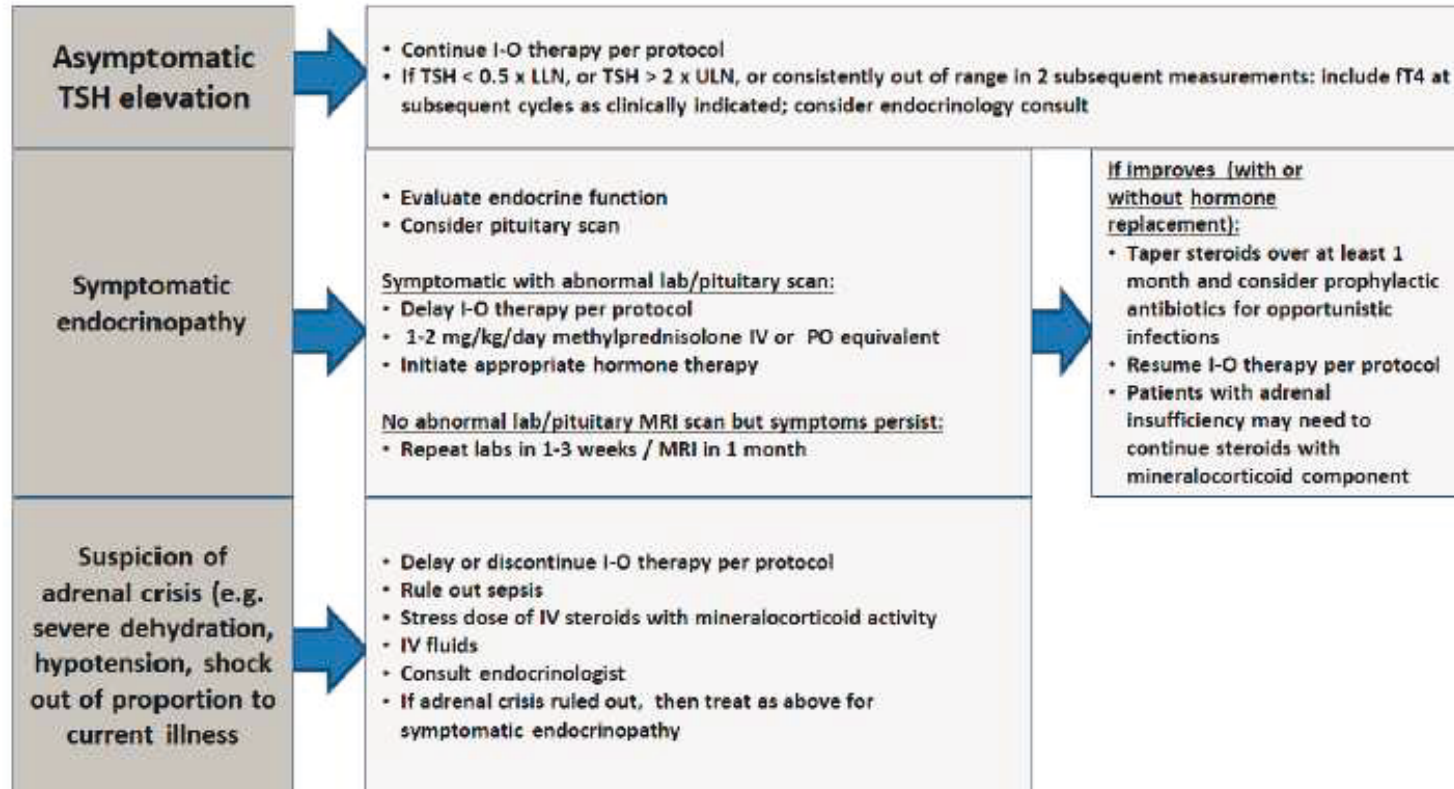 Asymptomatic
TSH elevation
• Continue I-O therapy per protocol
• If TSH < 0.5 x LLN, or TSH > 2 x ULN, or consistently out of range in 2 subsequent measurements: include fT4 at
subsequent cycles as clinically indicated; consider endocrinology consult
Symptomatic
endocrinopathy
• Evaluate endocrine function
• Consider pituitary scan
Symptomatic with abnormal lab/pituitary scan:
• Delay I-O therapy per protocol
• 1-2 mg/kg/day methylprednisolone IV or PO equivalent
• Initiate appropriate hormone therapy
No abnormal lab/pituitary MRI scan but symptoms persist:
• Repeat labs in 1-3 weeks / MRI in 1 month
If improves (with or
without hormone
replacement):
• Taper steroids over at least 1
month and consider prophylactic
antibiotics for opportunistic
infections
• Resume I-O therapy per protocol
• Patients with adrenal
insufficiency may need to
continue steroids with
mineralocorticoid component
Suspicion of
adrenal crisis (e.g.
severe dehydration,
hypotension, shock
out of proportion to
current illness
• Delay or discontinue I-O therapy per protocol
• Rule out sepsis
• Stress dose of IV steroids with mineralocorticoid activity
• IV fluids
• Consult endocrinologist
• If adrenal crisis ruled out, then treat as above for
symptomatic endocrinopathy